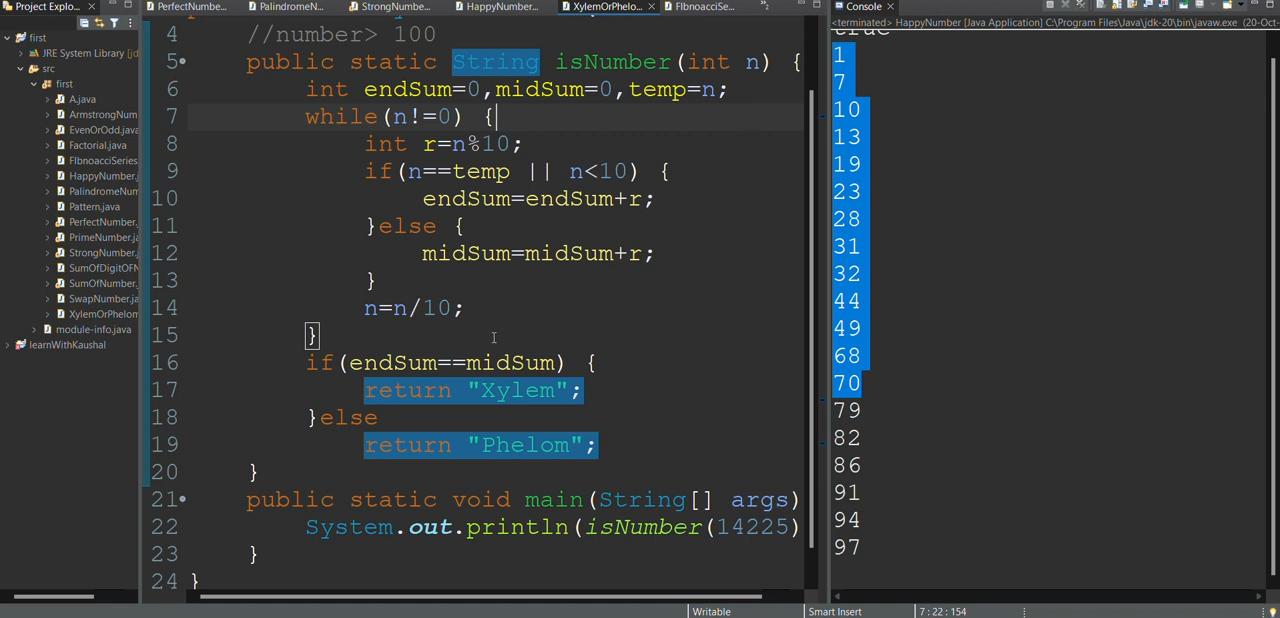 Project Explo...
PerfectNumbe...
PalindromeN...
StrongNumbe...
HappyNumber...
XylemOrPhelo...
FIbnoacciSe...
Console
<terminated> HappyNumber [Java Application] C:\Program Files\Java\jdk-20\bin\javaw.exe (20-Oct-
first
JRE System Library [jd
src
first
A.java
ArmstrongNum
EvenOrOdd.java
Factorial.java
FIbnoacciSeries
HappyNumber.j
PalindromeNum
Pattern.java
PerfectNumber.
PrimeNumber.ja
StrongNumber.j
SumOfDigitOFN
SumOfNumber.j
SwapNumber.ja
XylemOrPhelom
module-info.java
learnWithKaushal
4 //number> 100
5 public static String isNumber(int n) {
6 int endSum=0,midSum=0,temp=n;
7 while(n!=0) {
8 int r=n%10;
9 if(n==temp || n<10) {
10 endSum=endSum+r;
11 }else {
12 midSum=midSum+r;
13 }
14 n=n/10;
15 }
16 if(endSum==midSum) {
17 return "Xylem";
18 }else
19 return "Phelom";
20 }
21 public static void main(String[] args)
22 System.out.println(isNumber(14225)
23 }
24 }
true
1
7
10
13
19
23
28
31
32
44
49
68
70
79
82
86
91
94
97
Writable
Smart Insert
7 : 22 : 154